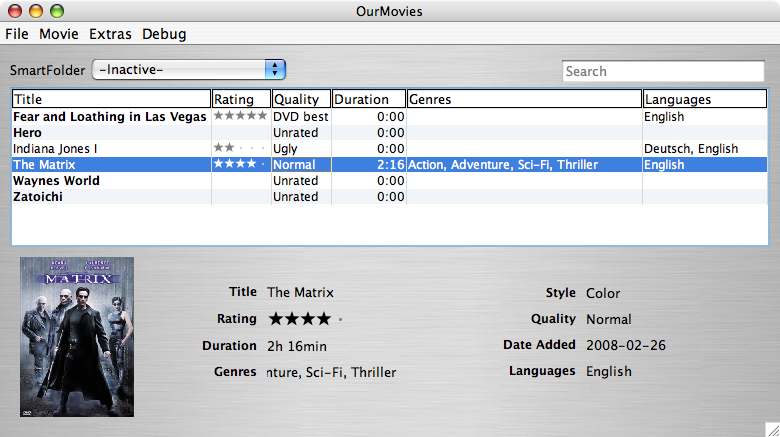 OurMovies
File Movie Extras Debug
SmartFolder -Inactive- Search
Title Rating Quality Duration Genres Languages
Fear and Loathing in Las Vegas ★★★★★ DVD best 0:00 English
Hero Unrated 0:00
Indiana Jones I ★★··· Ugly 0:00 Deutsch, English
The Matrix ★★★★· Normal 2:16 Action, Adventure, Sci-Fi, Thriller English
Waynes World Unrated 0:00
Zatoichi Unrated 0:00
MATRIX
Title The Matrix Style Color
Rating ★★★★· Quality Normal
Duration 2h 16min Date Added 2008-02-26
Genres nture, Sci-Fi, Thriller Languages English